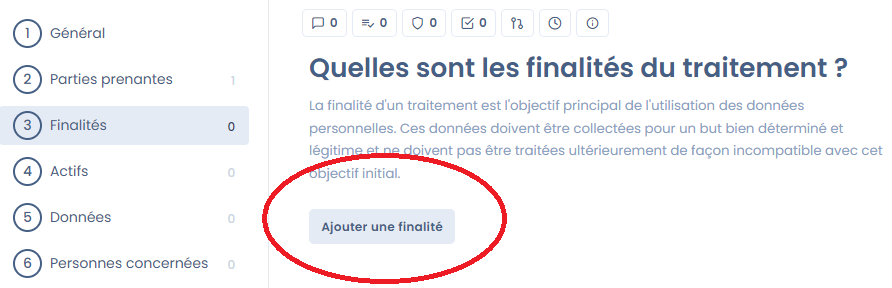 1 Général
2 Parties prenantes 1
3 Finalités 0
4 Actifs 0
5 Données 0
6 Personnes concernées 0
0 0 0 0
Quelles sont les finalités du traitement ?
La finalité d'un traitement est l'objectif principal de l'utilisation des données
personnelles. Ces données doivent être collectées pour un but bien déterminé et
légitime et ne doivent pas être traitées ultérieurement de façon incompatible avec cet
objectif initial.
Ajouter une finalité